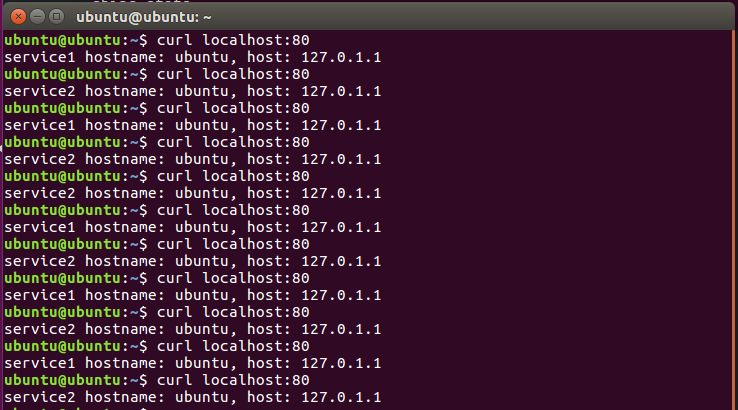 ubuntu@ubuntu: ~
ubuntu@ubuntu:~$ curl localhost:80
service1 hostname: ubuntu, host: 127.0.1.1
ubuntu@ubuntu:~$ curl localhost:80
service2 hostname: ubuntu, host: 127.0.1.1
ubuntu@ubuntu:~$ curl localhost:80
service1 hostname: ubuntu, host: 127.0.1.1
ubuntu@ubuntu:~$ curl localhost:80
service2 hostname: ubuntu, host: 127.0.1.1
ubuntu@ubuntu:~$ curl localhost:80
service2 hostname: ubuntu, host: 127.0.1.1
ubuntu@ubuntu:~$ curl localhost:80
service1 hostname: ubuntu, host: 127.0.1.1
ubuntu@ubuntu:~$ curl localhost:80
service2 hostname: ubuntu, host: 127.0.1.1
ubuntu@ubuntu:~$ curl localhost:80
service1 hostname: ubuntu, host: 127.0.1.1
ubuntu@ubuntu:~$ curl localhost:80
service2 hostname: ubuntu, host: 127.0.1.1
ubuntu@ubuntu:~$ curl localhost:80
service1 hostname: ubuntu, host: 127.0.1.1
ubuntu@ubuntu:~$ curl localhost:80
service2 hostname: ubuntu, host: 127.0.1.1